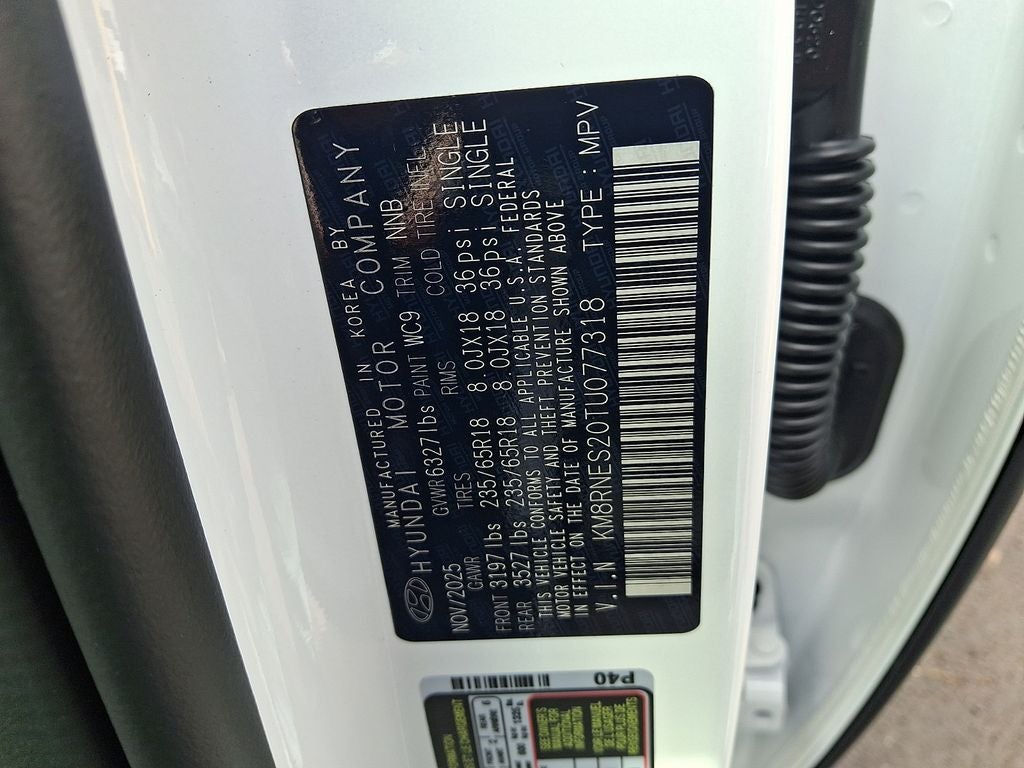 MANUFACTURED IN KOREA BY
HYUNDAI MOTOR COMPANY
NOV/2025 GVWR 6327lbs PAINT WC9 TRIM NNB
GAWR TIRES RIMS COLD TIRE INFL
FRONT 3197 lbs 235/65R18 8.0JX18 36psi SINGLE
REAR 3527 lbs 235/65R18 8.0JX18 36psi SINGLE
THIS VEHICLE CONFORMS TO ALL APPLICABLE U.S.A. FEDERAL
MOTOR VEHICLE SAFETY AND THEFT PREVENTION STANDARDS
IN EFFECT ON THE DATE OF MANUFACTURE SHOWN ABOVE
V.I.N KM8RNES20TU077318 TYPE : MPV
P40